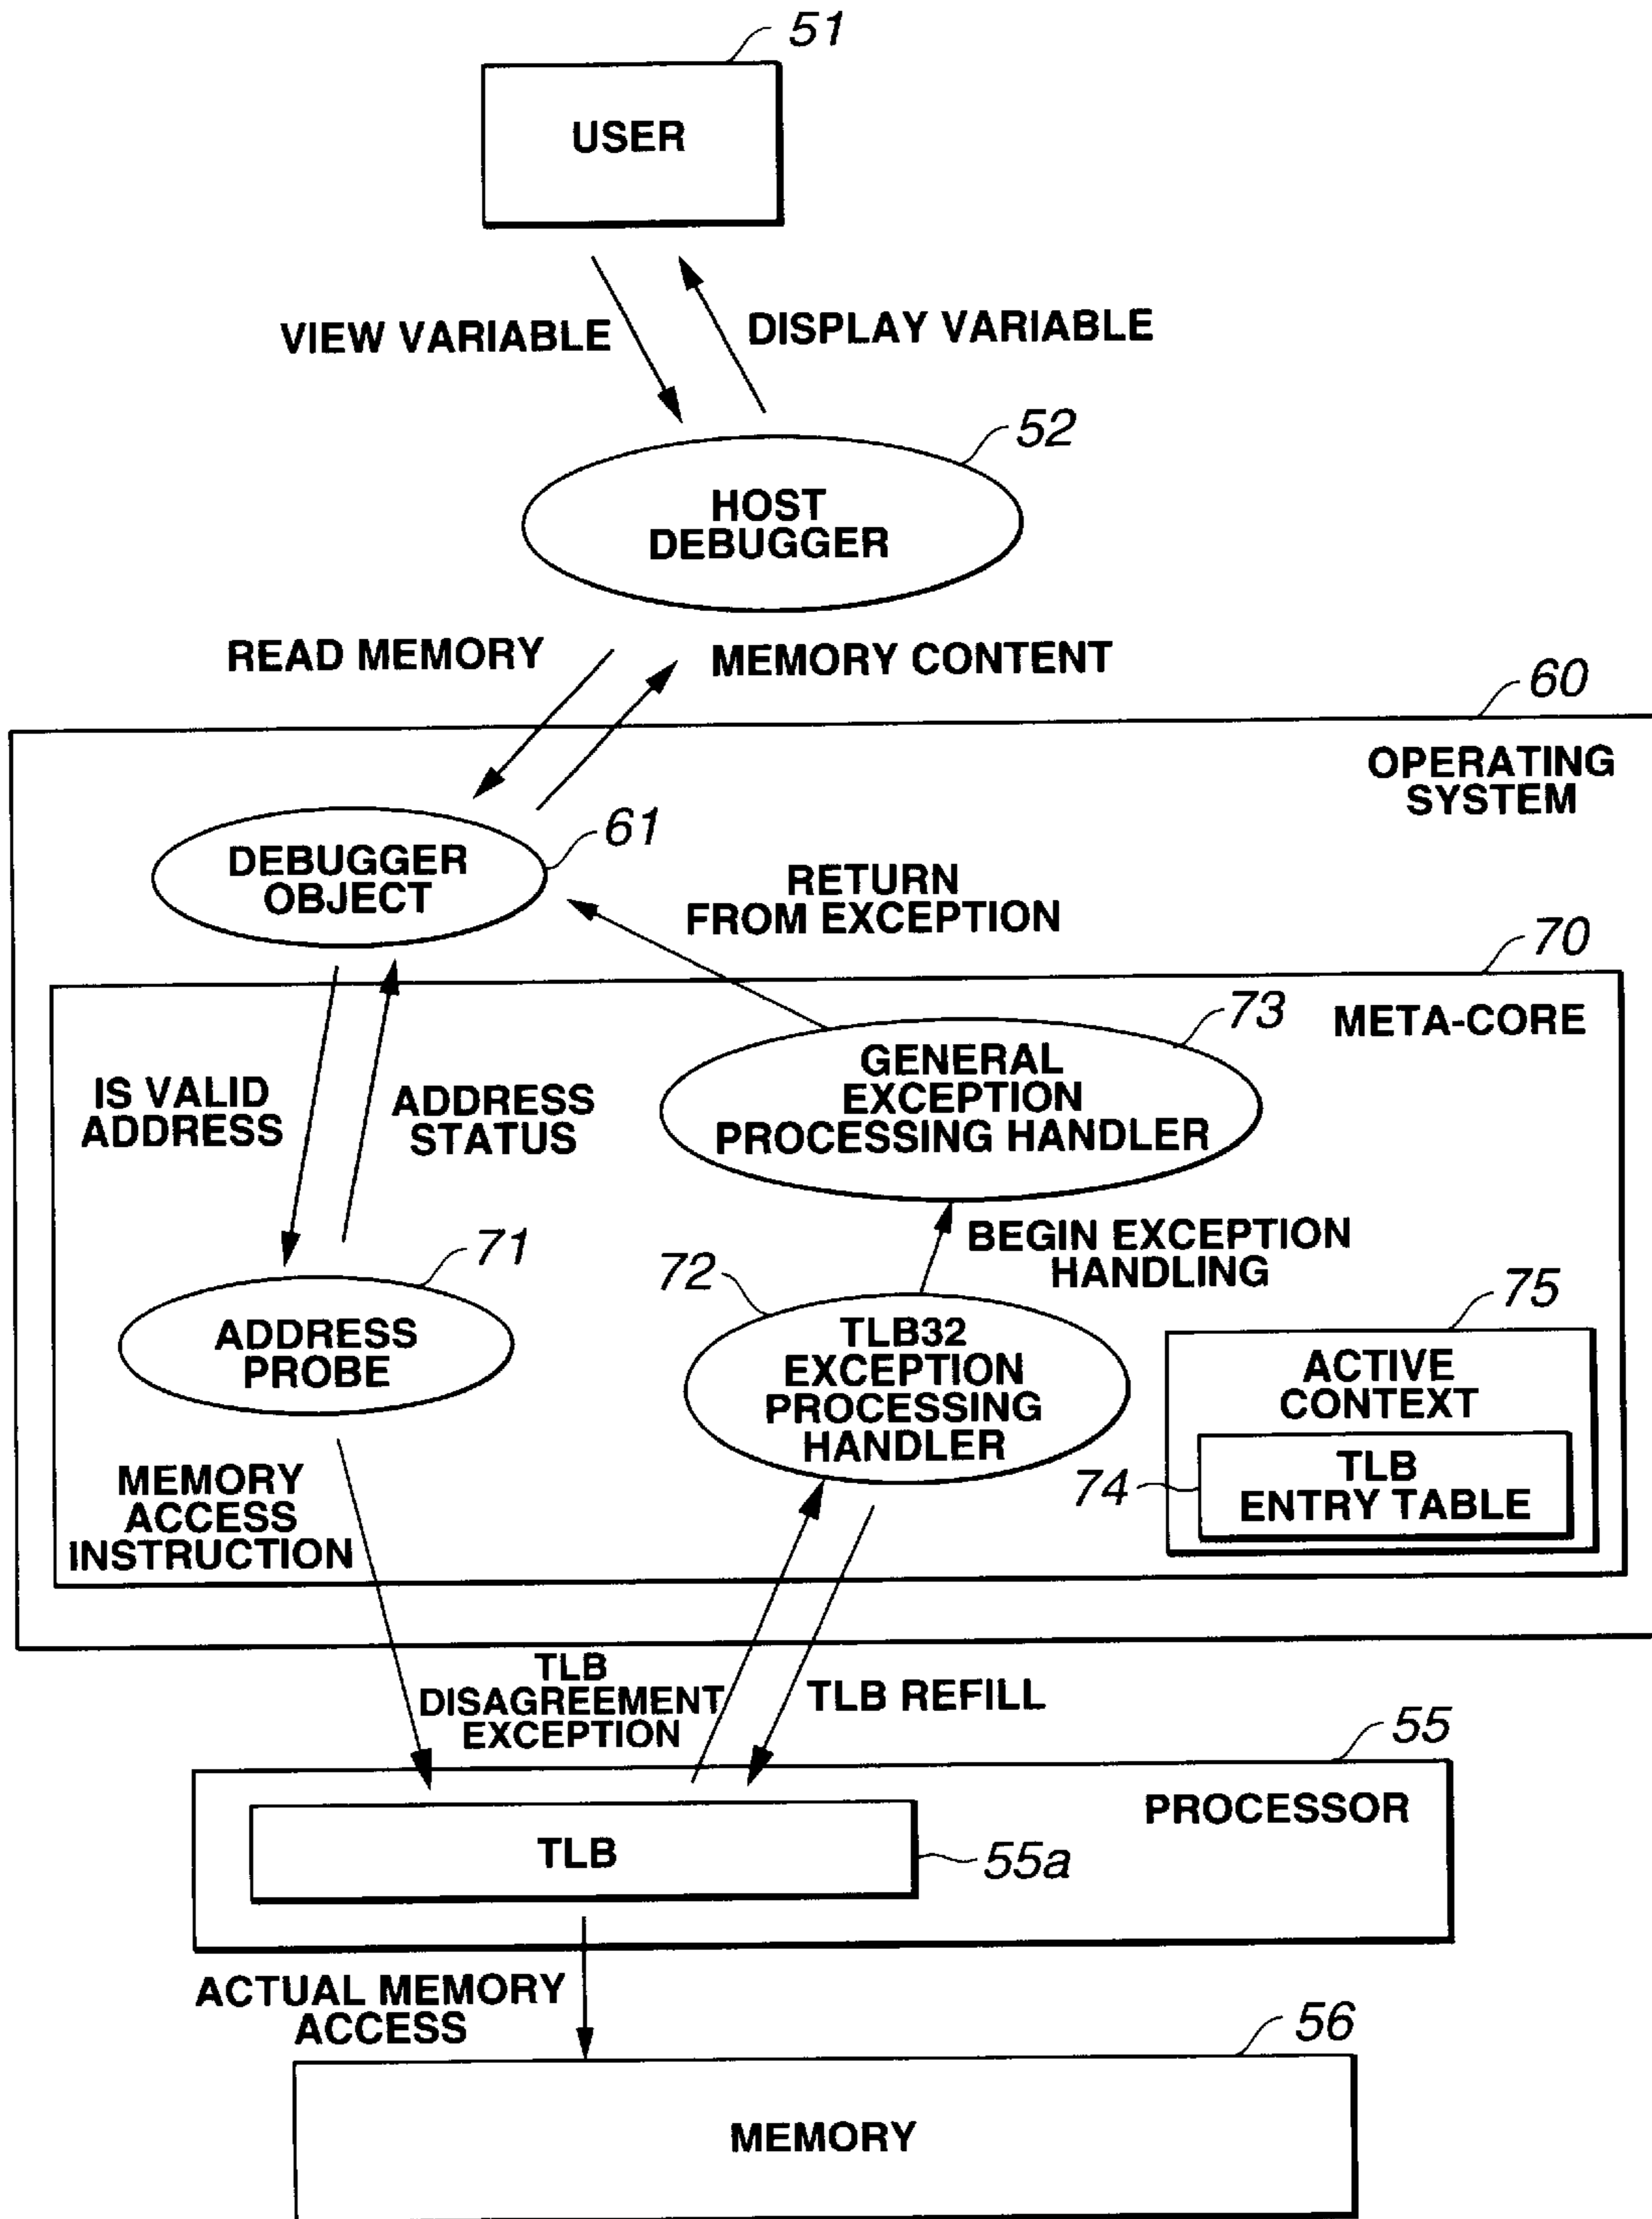 51
USER
VIEW VARIABLE
DISPLAY VARIABLE
52
HOST
DEBUGGER
READ MEMORY
MEMORY CONTENT
60
OPERATING
SYSTEM
61
DEBUGGER
OBJECT
RETURN
FROM EXCEPTION
70
META-CORE
73
GENERAL
EXCEPTION
PROCESSING HANDLER
IS VALID
ADDRESS
ADDRESS
STATUS
BEGIN EXCEPTION
HANDLING
71
ADDRESS
PROBE
72
TLB32
EXCEPTION
PROCESSING
HANDLER
75
ACTIVE
CONTEXT
74
TLB
ENTRY TABLE
MEMORY
ACCESS
INSTRUCTION
TLB
DISAGREEMENT
EXCEPTION
TLB REFILL
55
PROCESSOR
TLB
55a
ACTUAL MEMORY
ACCESS
56
MEMORY